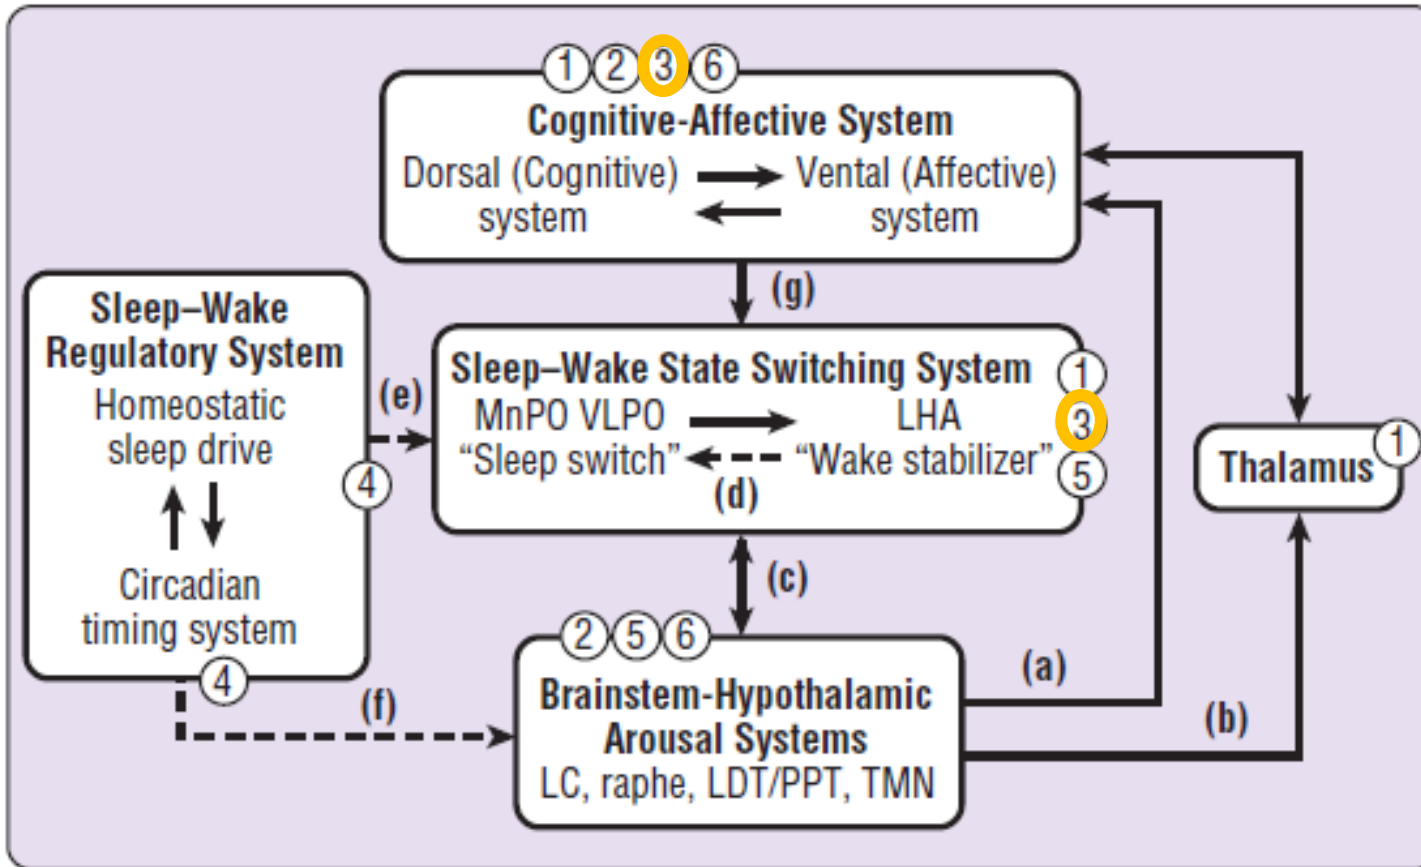 ① ② ③ ⑥
Cognitive-Affective System
Dorsal (Cognitive) Vental (Affective)
system system
(g)
Sleep–Wake
Regulatory System
Homeostatic
sleep drive
Circadian
timing system
④
④
(e)
(f)
Sleep–Wake State Switching System
MnPO VLPO LHA
“Sleep switch” “Wake stabilizer”
(d)
①
③
⑤
(c)
② ⑤ ⑥
Brainstem-Hypothalamic
Arousal Systems
LC, raphe, LDT/PPT, TMN
(a)
(b)
Thalamus ①